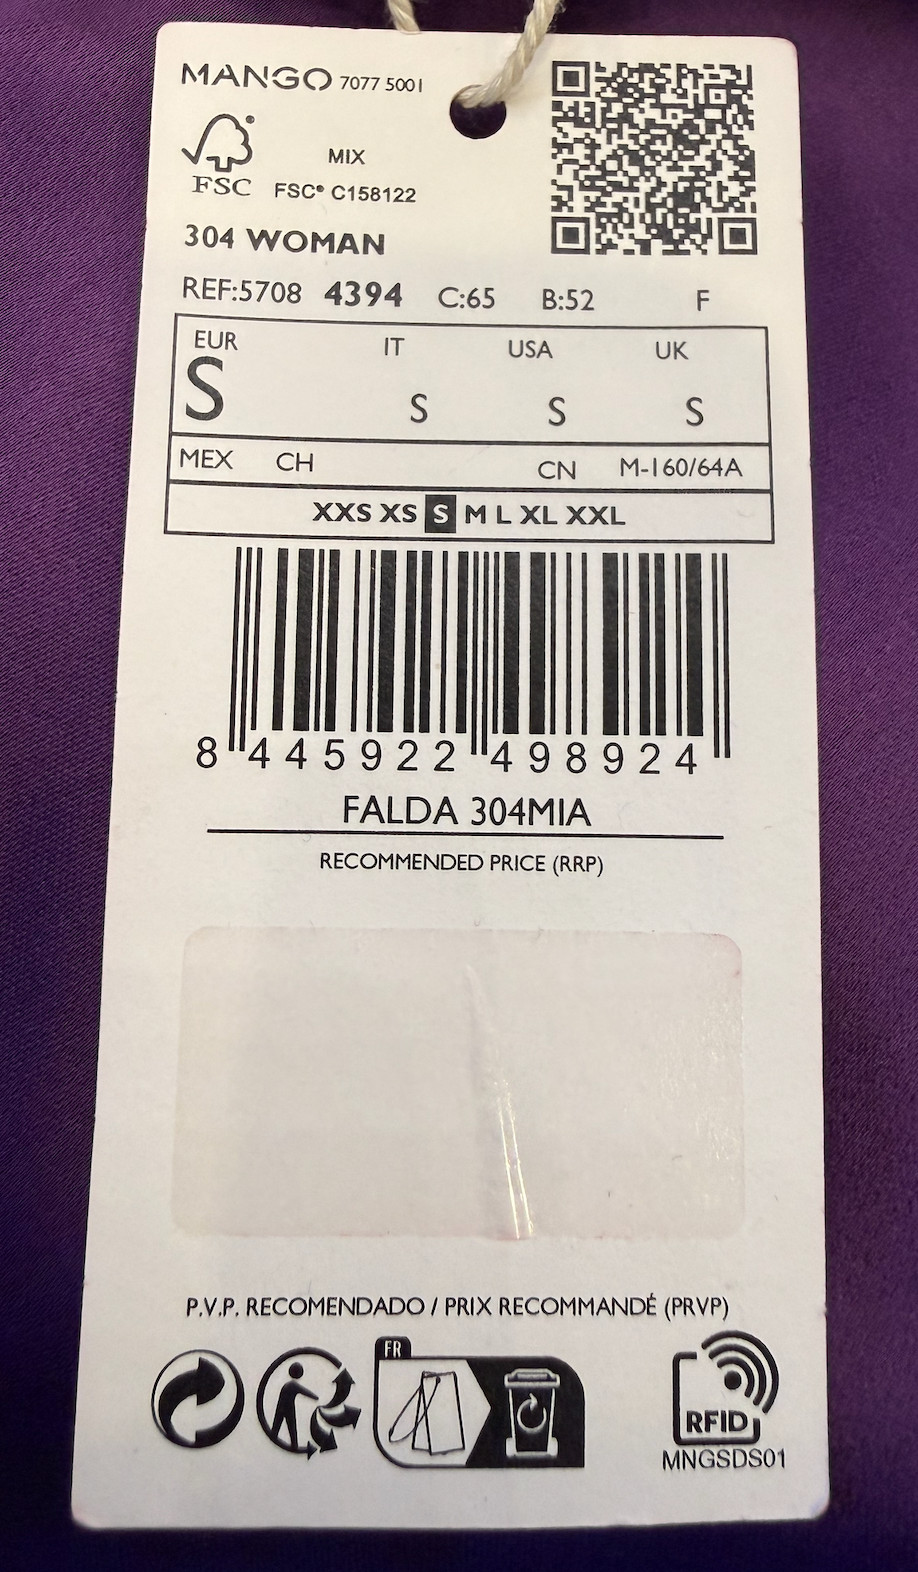 MANGO 7077 5001
FSC
MIX
FSC® C158122
304 WOMAN
REF:5708 4394 C:65 B:52 F
EUR IT USA UK
S S S S
MEX CH CN M-160/64A
XXS XS S M L XL XXL
8 445922 498924
FALDA 304MIA
RECOMMENDED PRICE (RRP)
P.V.P. RECOMENDADO / PRIX RECOMMANDÉ (PRVP)
FR
RFID
MNGSDS01